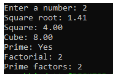 Enter a number: 2
Square root: 1.41
Square: 4.00
Cube: 8.00
Prime: Yes
Factorial: 2
Prime factors: 2